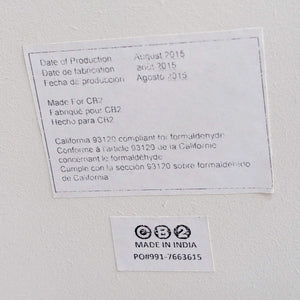 Date of Production August 2015
Date de fabrication août 2015
Fecha de producción Agosto 2015
Made For CB2
Fabriqué pour CB2
Hecho para CB2
California 93120 compliant for formaldehyde
Conforme à l'article 93120 de la Californie
concernant le formaldéhyde
Cumple con la sección 93120 sobre formaldehido
de California
CB2
MADE IN INDIA
PO#991-7663615